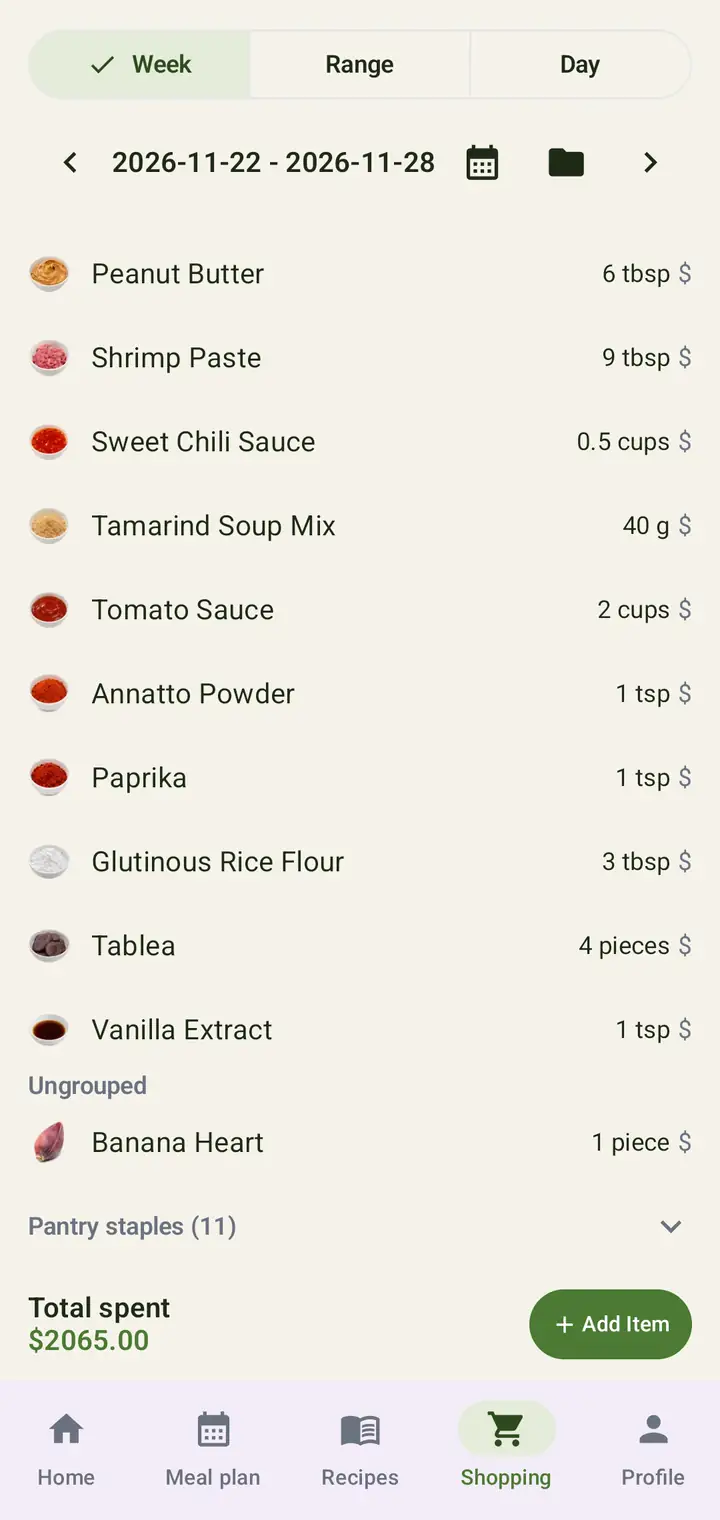 Week Range Day
2026-11-22 - 2026-11-28
Peanut Butter 6 tbsp $
Shrimp Paste 9 tbsp $
Sweet Chili Sauce 0.5 cups $
Tamarind Soup Mix 40 g $
Tomato Sauce 2 cups $
Annatto Powder 1 tsp $
Paprika 1 tsp $
Glutinous Rice Flour 3 tbsp $
Tablea 4 pieces $
Vanilla Extract 1 tsp $
Ungrouped
Banana Heart 1 piece $
Pantry staples (11)
Total spent
$2065.00
+ Add Item
Home Meal plan Recipes Shopping Profile